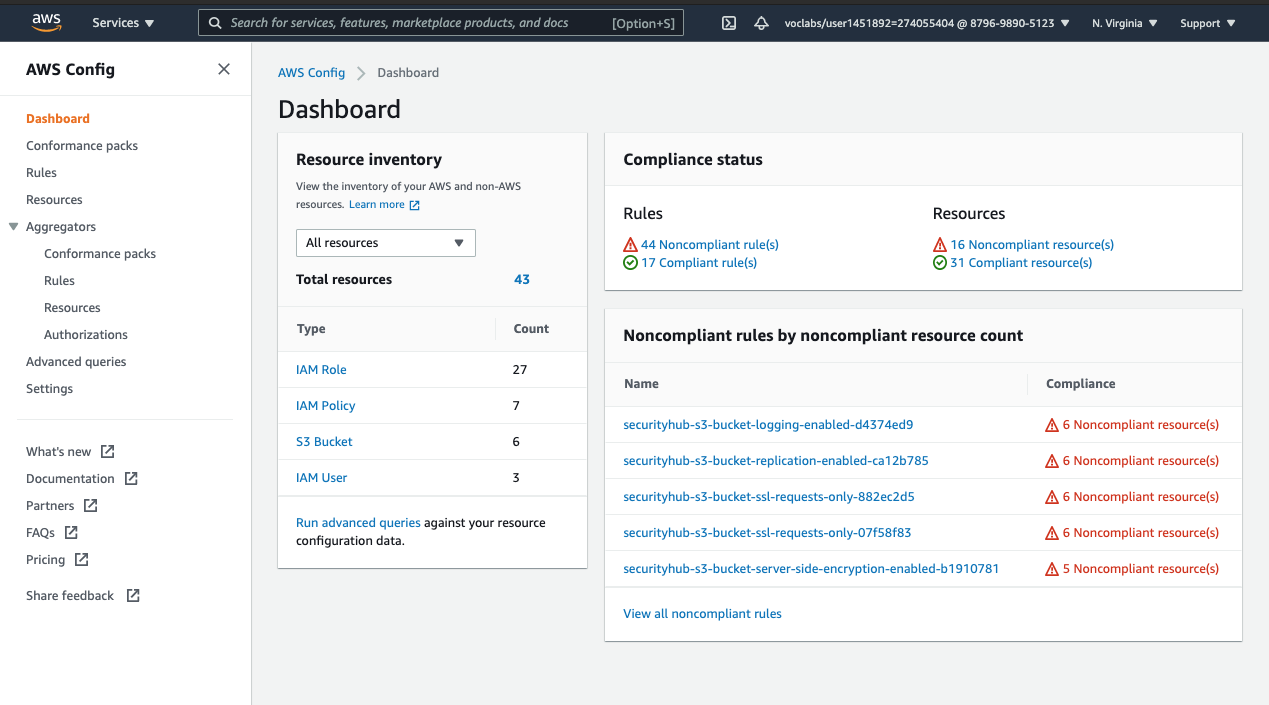 aws
Services
Search for services, features, marketplace products, and docs [Option+S]
voclabs/user1451892=274055404 @ 8796-9890-5123
N. Virginia
Support
AWS Config
Dashboard
Conformance packs
Rules
Resources
Aggregators
Conformance packs
Rules
Resources
Authorizations
Advanced queries
Settings
What's new
Documentation
Partners
FAQs
Pricing
Share feedback
AWS Config Dashboard
Dashboard
Resource inventory
View the inventory of your AWS and non-AWS
resources. Learn more
All resources
Total resources 43
Type Count
IAM Role 27
IAM Policy 7
S3 Bucket 6
IAM User 3
Run advanced queries against your resource
configuration data.
Compliance status
Rules
44 Noncompliant rule(s)
17 Compliant rule(s)
Resources
16 Noncompliant resource(s)
31 Compliant resource(s)
Noncompliant rules by noncompliant resource count
Name Compliance
securityhub-s3-bucket-logging-enabled-d4374ed9 6 Noncompliant resource(s)
securityhub-s3-bucket-replication-enabled-ca12b785 6 Noncompliant resource(s)
securityhub-s3-bucket-ssl-requests-only-882ec2d5 6 Noncompliant resource(s)
securityhub-s3-bucket-ssl-requests-only-07f58f83 6 Noncompliant resource(s)
securityhub-s3-bucket-server-side-encryption-enabled-b1910781 5 Noncompliant resource(s)
View all noncompliant rules